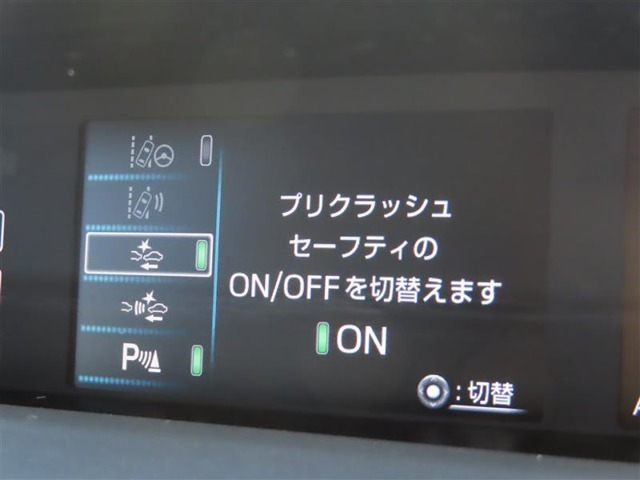 プリクラッシュ
セーフティの
ON/OFFを切替えます
ON
:切替
P